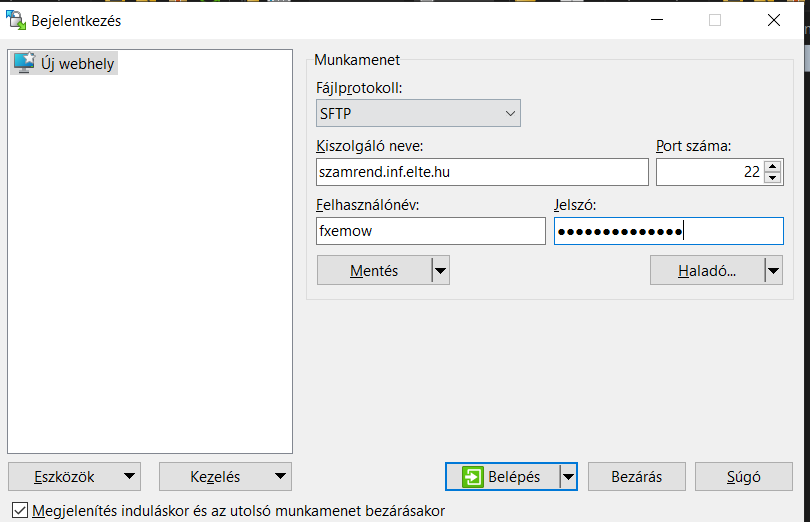 Bejelentkezés
Új webhely
Munkamenet
Fájlprotokoll:
SFTP
Kiszolgáló neve:
Port száma:
szamrend.inf.elte.hu
22
Felhasználónév:
Jelszó:
fxemow
●●●●●●●●●●●●●●●
Mentés
Haladó...
Eszközök
Kezelés
Belépés
Bezárás
Súgó
Megjelenítés induláskor és az utolsó munkamenet bezárásakor